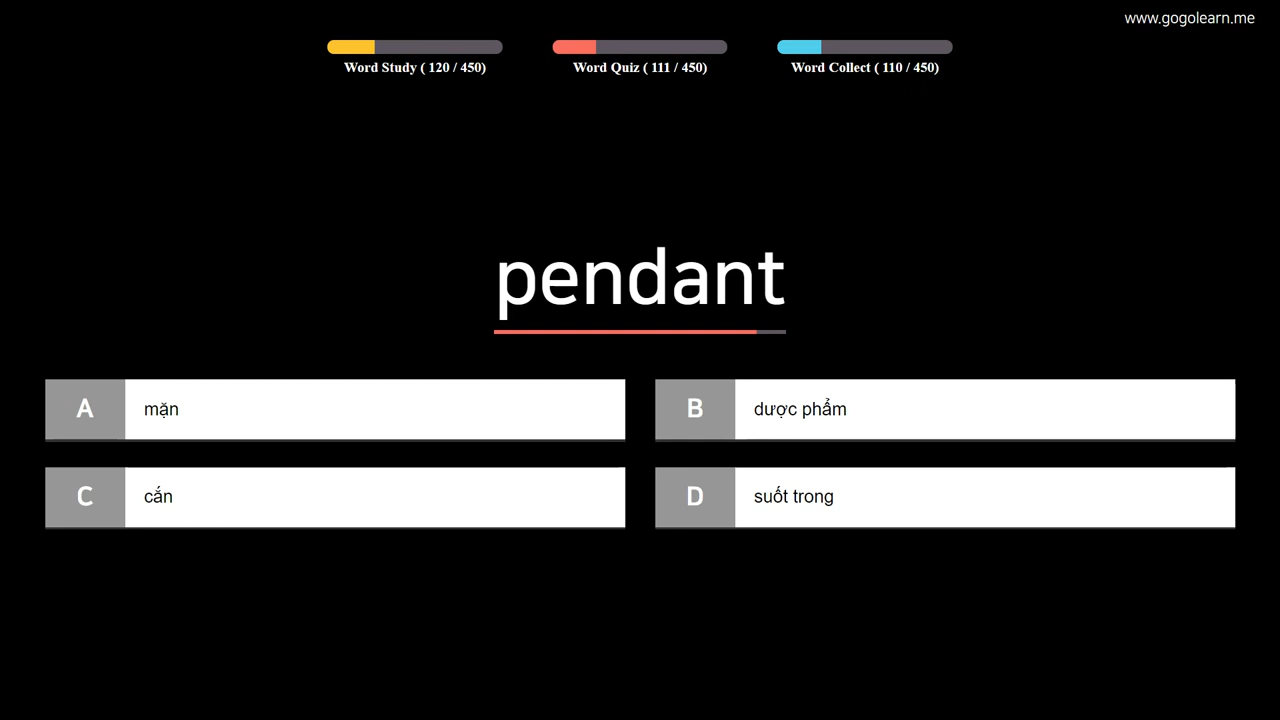 www.gogolearn.me
Word Study ( 120 / 450)
Word Quiz ( 111 / 450)
Word Collect ( 110 / 450)
pendant
A mặn
B dược phẩm
C cắn
D suốt trong